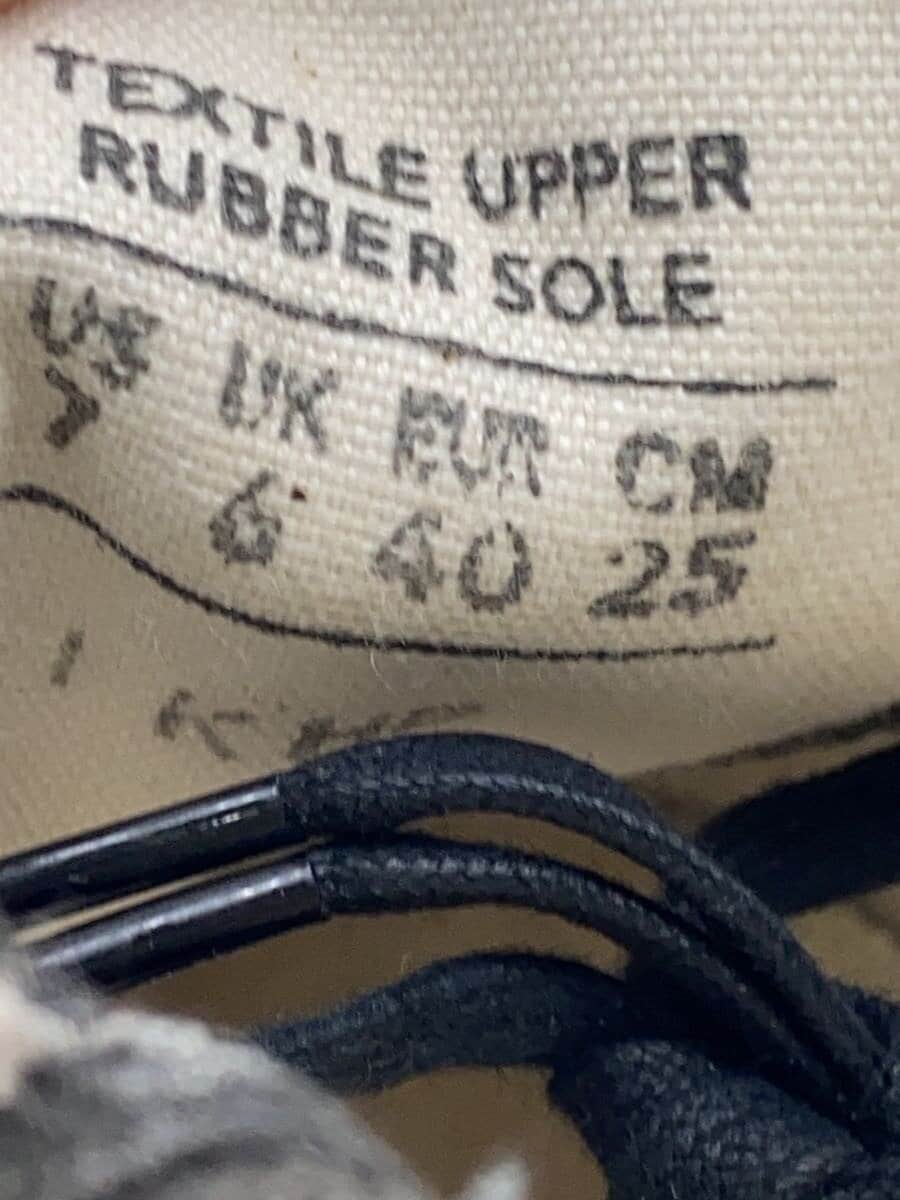 TEXTILE UPPER
RUBBER SOLE
US UK EUR CM
7 6 40 25